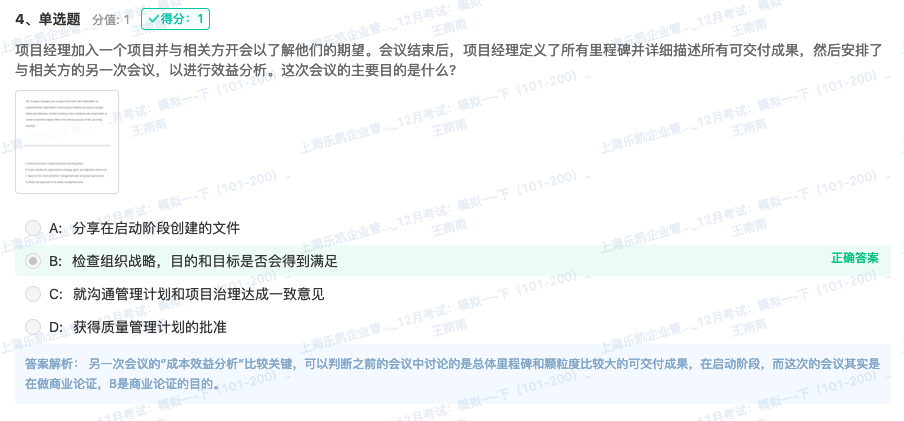 4、单选题 分值: 1 ✓得分: 1
项目经理加入一个项目并与相关方开会以了解他们的期望。会议结束后，项目经理定义了所有里程碑并详细描述所有可交付成果，然后安排了
与相关方的另一次会议，以进行效益分析。这次会议的主要目的是什么?
A: 分享在启动阶段创建的文件
B: 检查组织战略，目的和目标是否会得到满足 正确答案
C: 就沟通管理计划和项目治理达成一致意见
D: 获得质量管理计划的批准
答案解析: 另一次会议的“成本效益分析”比较关键，可以判断之前的会议中讨论的是总体里程碑和颗粒度比较大的可交付成果，在启动阶段，而这次的会议其实是
在做商业论证，B是商业论证的目的。
上海乐凯企业管..._12月考试：模拟一-下（101-200）_
王南南